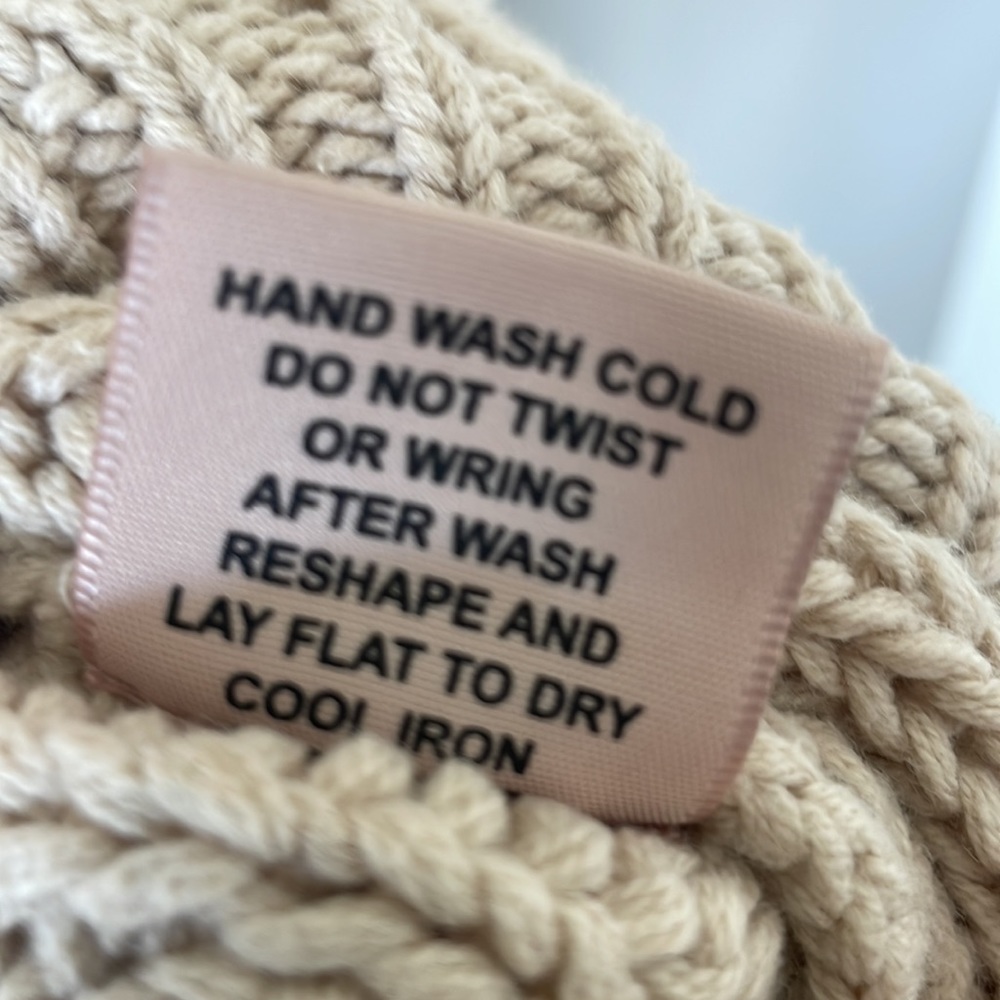 HAND WASH COLD
DO NOT TWIST
OR WRING
AFTER WASH
RESHAPE AND
LAY FLAT TO DRY
COOL IRON